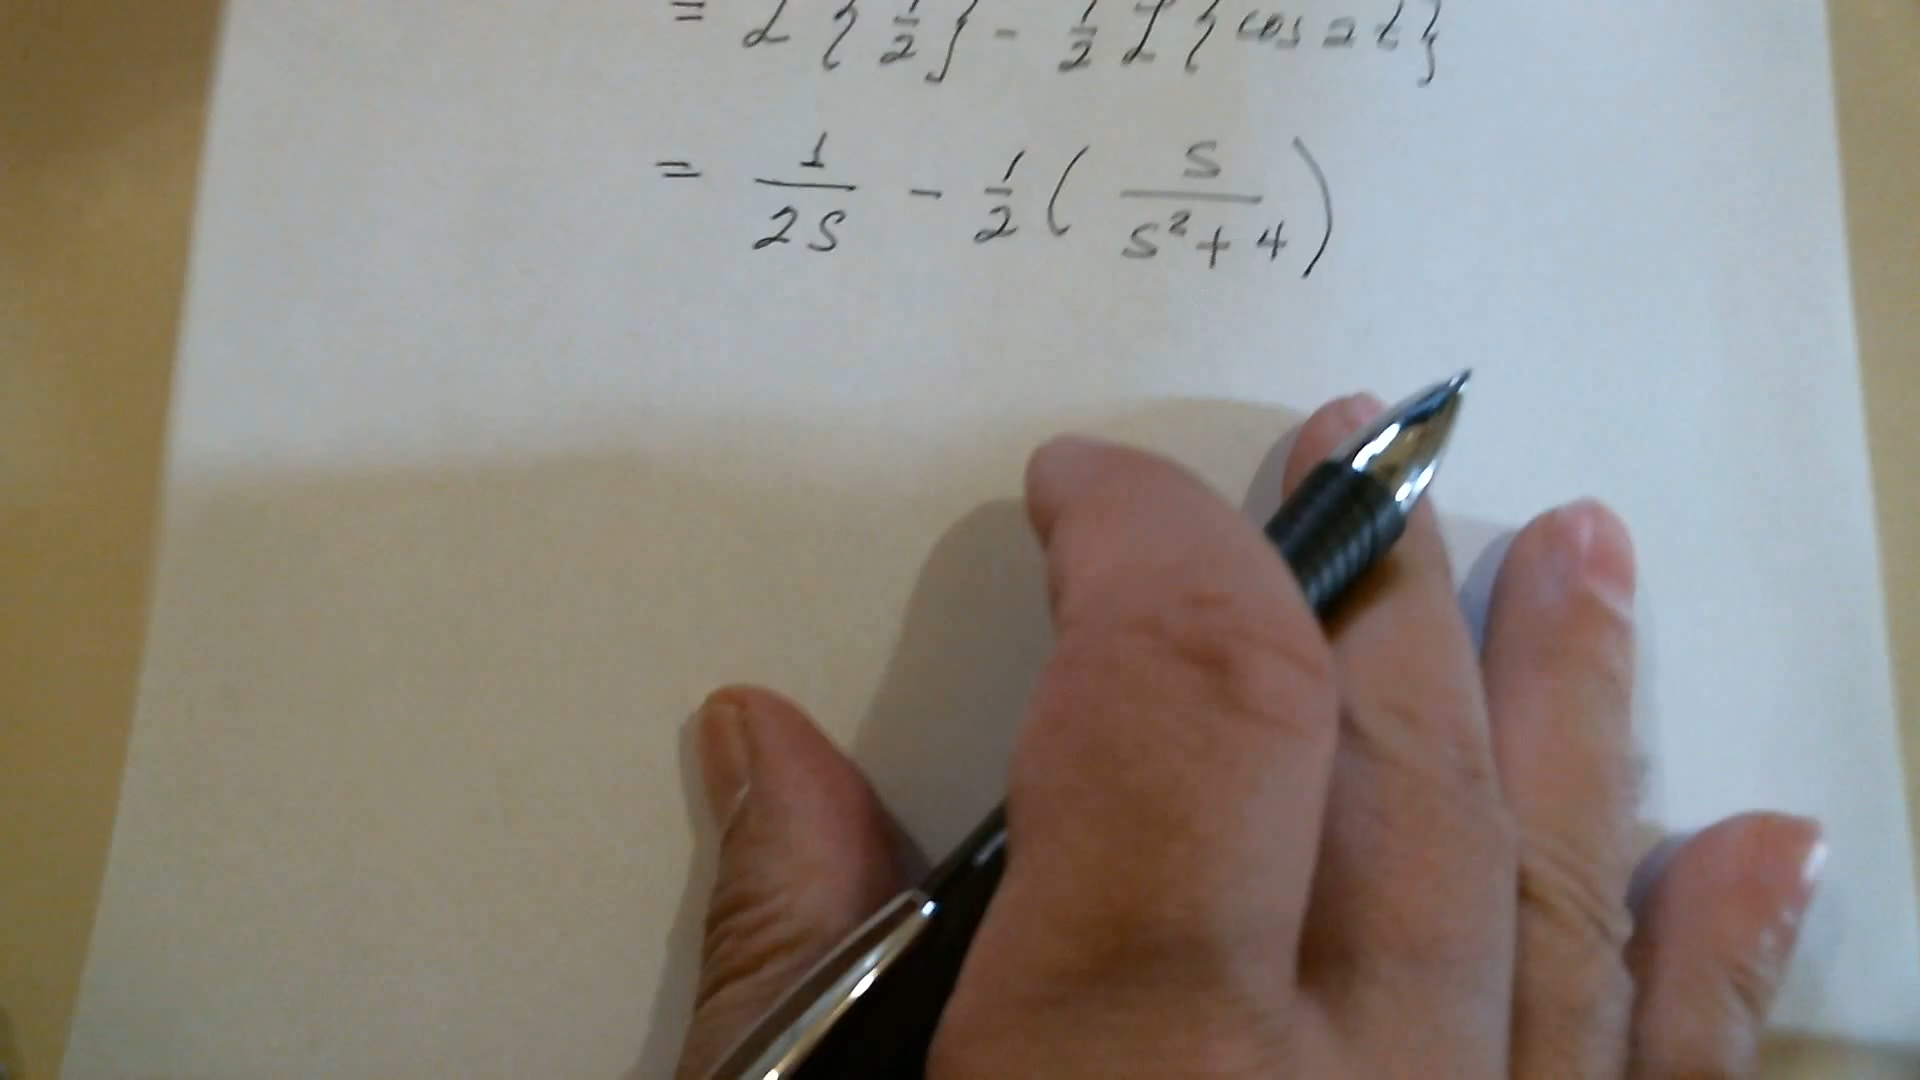 = ℒ{1/2} - 1/2 ℒ{cos 2t}
= 1/2S - 1/2 (S/S²+4)